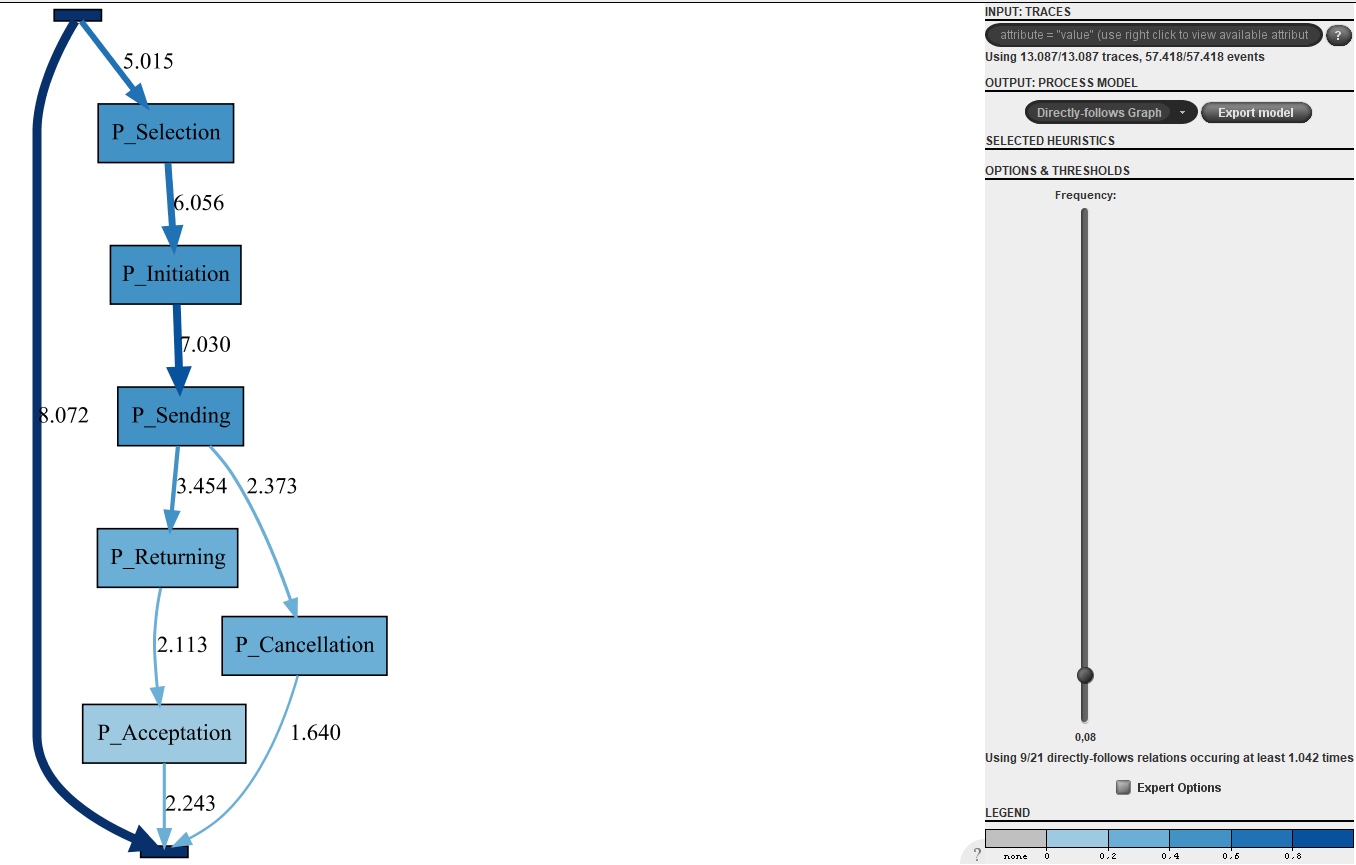 5.015
P_Selection
6.056
P_Initiation
7.030
P_Sending
8.072
3.454
2.373
P_Returning
2.113
P_Cancellation
P_Acceptation
1.640
2.243
INPUT: TRACES
attribute = "value" (use right click to view available attribut
?
Using 13.087/13.087 traces, 57.418/57.418 events
OUTPUT: PROCESS MODEL
Directly-follows Graph
Export model
SELECTED HEURISTICS
OPTIONS & THRESHOLDS
Frequency:
0,08
Using 9/21 directly-follows relations occuring at least 1.042 times
Expert Options
LEGEND
?
none 0 0.2 0.4 0.6 0.8